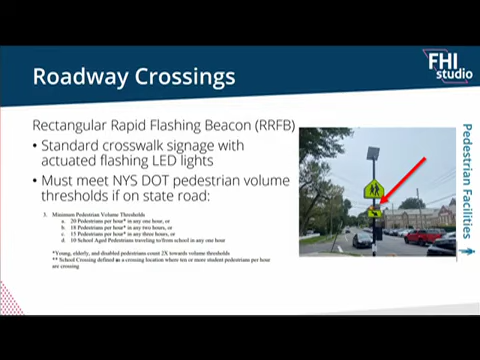 Roadway Crossings
FHI
studio
Rectangular Rapid Flashing Beacon (RRFB)
• Standard crosswalk signage with
actuated flashing LED lights
• Must meet NYS DOT pedestrian volume
thresholds if on state road:
3. Minimum Pedestrian Volume Thresholds
a. 20 Pedestrians per hour* in any one hour, or
b. 18 Pedestrians per hour* in any two hours, or
c. 15 Pedestrians per hour* in any three hours, or
d. 10 School Aged Pedestrians traveling to/from school in any one hour
*Young, elderly, and disabled pedestrians count 2X towards volume thresholds
** School Crossing defined as a crossing location where ten or more student pedestrians per hour
are crossing
Pedestrian Facilities